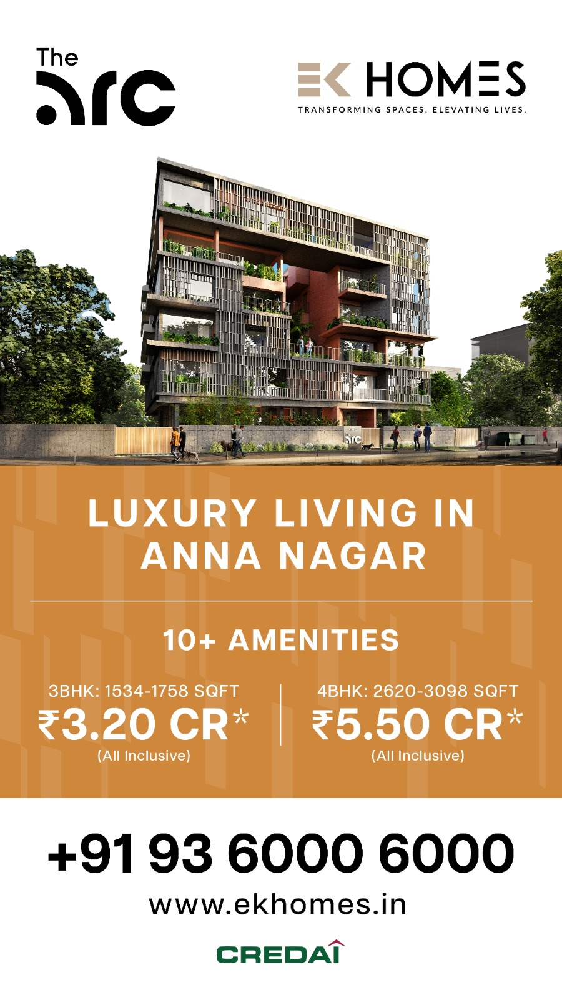 The
arc
EK HOMES
TRANSFORMING SPACES, ELEVATING LIVES.
arc
LUXURY LIVING IN
ANNA NAGAR
10+ AMENITIES
3BHK: 1534-1758 SQFT
₹3.20 CR*
(All Inclusive)
4BHK: 2620-3098 SQFT
₹5.50 CR*
(All Inclusive)
+91 93 6000 6000
www.ekhomes.in
CREDAI